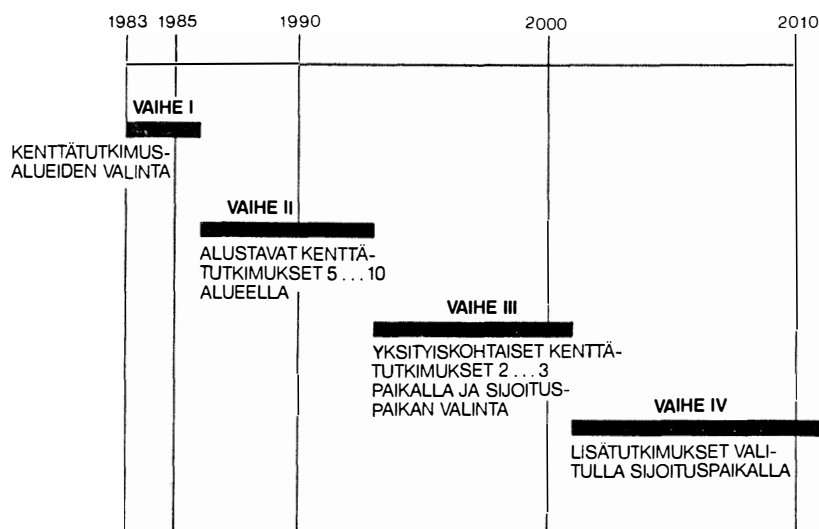 1983 1985 1990 2000 2010
VAIHE I
KENTTÄTUTKIMUS-
ALUEIDEN VALINTA
VAIHE II
ALUSTAVAT KENTTÄ-
TUTKIMUKSET 5 ... 10
ALUEELLA
VAIHE III
YKSITYISKOHTAISET KENTTÄ-
TUTKIMUKSET 2 ... 3
PAIKALLA JA SIJOITUS-
PAIKAN VALINTA
VAIHE IV
LISÄTUTKIMUKSET VALI-
TULLA SIJOITUSPAIKALLA